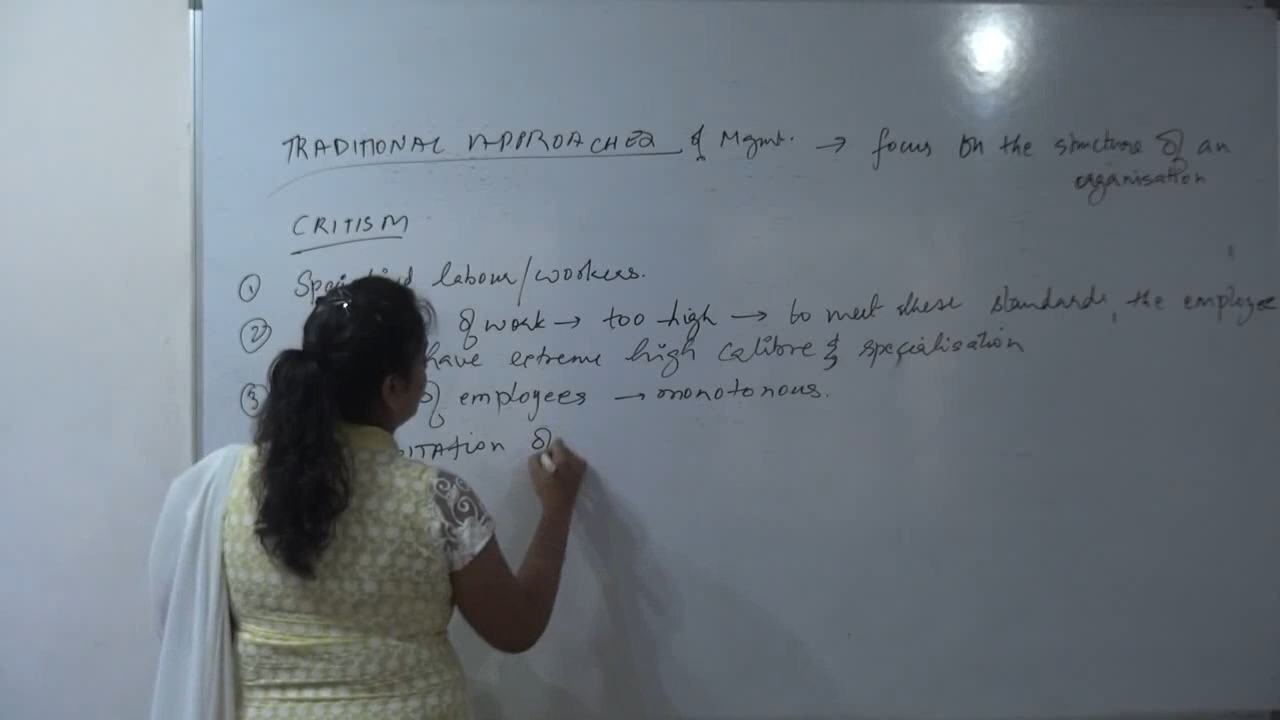 TRADITIONAL APPROACHES of Mgmt. → focus on the structure of an
organisation
CRITISM
① labour/workers.
② of work → too high → to meet these standards, the employee
have extreme high calibre & specialisation
③ of employees → monotonous.
of